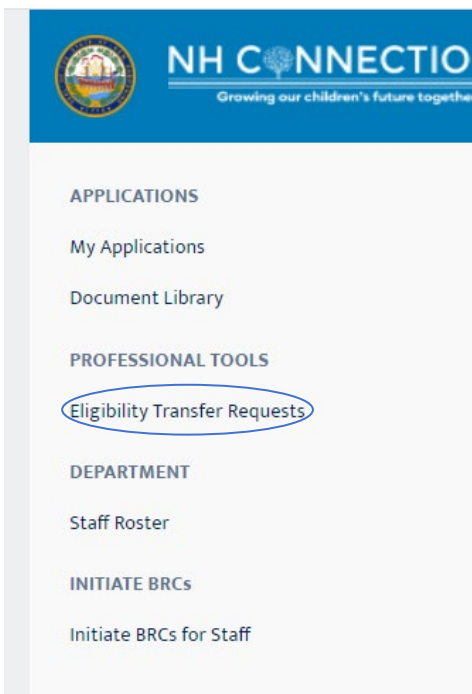 NH CONNECTIO
Growing our children's future togethe
APPLICATIONS
My Applications
Document Library
PROFESSIONAL TOOLS
Eligibility Transfer Requests
DEPARTMENT
Staff Roster
INITIATE BRCs
Initiate BRCs for Staff